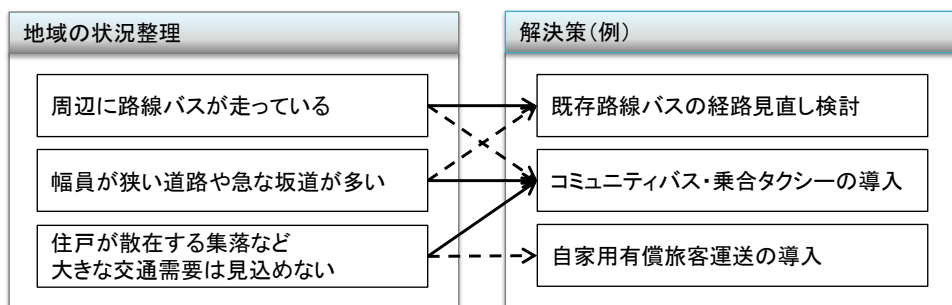 地域の状況整理
周辺に路線バスが走っている
幅員が狭い道路や急な坂道が多い
住戸が散在する集落など
大きな交通需要は見込めない
解決策（例）
既存路線バスの経路見直し検討
コミュニティバス・乗合タクシーの導入
自家用有償旅客運送の導入